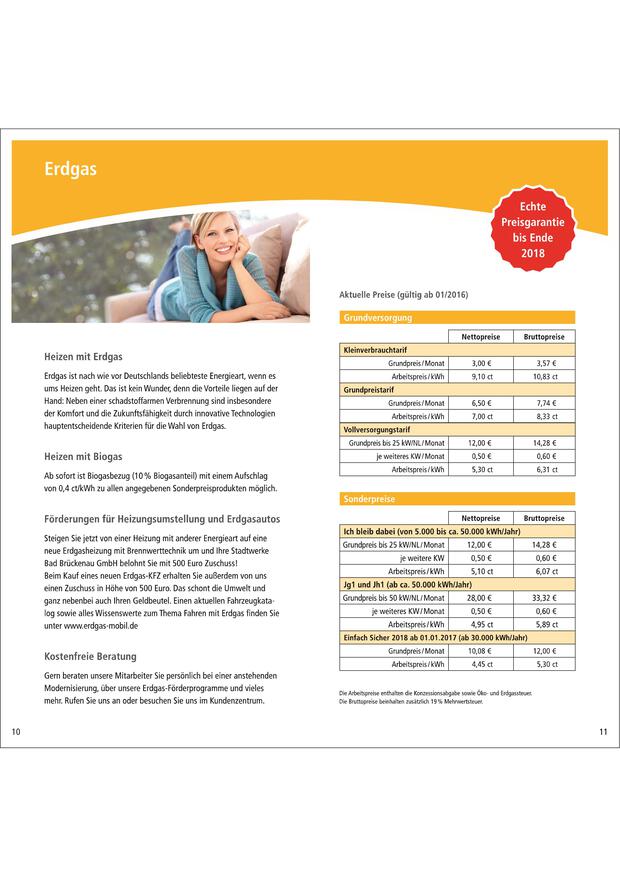 Erdgas
Echte
Preisgarantie
bis Ende
2018
Heizen mit Erdgas
Erdgas ist nach wie vor Deutschlands beliebteste Energieart, wenn es
ums Heizen geht. Das ist kein Wunder, denn die Vorteile liegen auf der
Hand: Neben einer schadstoffarmen Verbrennung sind insbesondere
der Komfort und die Zukunftsfähigkeit durch innovative Technologien
hauptentscheidende Kriterien für die Wahl von Erdgas.
Heizen mit Biogas
Ab sofort ist Biogasbezug (10 % Biogasanteil) mit einem Aufschlag
von 0,4 ct/kWh zu allen angegebenen Sonderpreisprodukten möglich.
Förderungen für Heizungsumstellung und Erdgasautos
Steigen Sie jetzt von einer Heizung mit anderer Energieart auf eine
neue Erdgasheizung mit Brennwerttechnik um und Ihre Stadtwerke
Bad Brückenau GmbH belohnt Sie mit 500 Euro Zuschuss!
Beim Kauf eines neuen Erdgas-KFZ erhalten Sie außerdem von uns
einen Zuschuss in Höhe von 500 Euro. Das schont die Umwelt und
ganz nebenbei auch Ihren Geldbeutel. Einen aktuellen Fahrzeugkata-
log sowie alles Wissenswerte zum Thema Fahren mit Erdgas finden Sie
unter www.erdgas-mobil.de
Kostenfreie Beratung
Gern beraten unsere Mitarbeiter Sie persönlich bei einer anstehenden
Modernisierung, über unsere Erdgas-Förderprogramme und vieles
mehr. Rufen Sie uns an oder besuchen Sie uns im Kundenzentrum.
10
Aktuelle Preise (gültig ab 01/2016)
Grundversorgung
Nettopreise Bruttopreise
Kleinverbrauchtarif
Grundpreis/Monat 3,00 € 3,57 €
Arbeitspreis/kWh 9,10 ct 10,83 ct
Grundpreistarif
Grundpreis/Monat 6,50 € 7,74 €
Arbeitspreis/kWh 7,00 ct 8,33 ct
Vollversorgungstarif
Grundpreis bis 25 kW/NL/Monat 12,00 € 14,28 €
je weiteres KW/Monat 0,50 € 0,60 €
Arbeitspreis/kWh 5,30 ct 6,31 ct
Sonderpreise
Nettopreise Bruttopreise
Ich bleib dabei (von 5.000 bis ca. 50.000 kWh/Jahr)
Grundpreis bis 25 kW/NL/Monat 12,00 € 14,28 €
je weitere KW 0,50 € 0,60 €
Arbeitspreis/kWh 5,10 ct 6,07 ct
Jg1 und Jh1 (ab ca. 50.000 kWh/Jahr)
Grundpreis bis 50 kW/NL/Monat 28,00 € 33,32 €
je weiteres KW/Monat 0,50 € 0,60 €
Arbeitspreis/kWh 4,95 ct 5,89 ct
Einfach Sicher 2018 ab 01.01.2017 (ab 30.000 kWh/Jahr)
Grundpreis/Monat 10,08 € 12,00 €
Arbeitspreis/kWh 4,45 ct 5,30 ct
Die Arbeitspreise enthalten die Konzessionsabgabe sowie Öko- und Erdgassteuer.
Die Bruttopreise beinhalten zusätzlich 19 % Mehrwertsteuer.
11